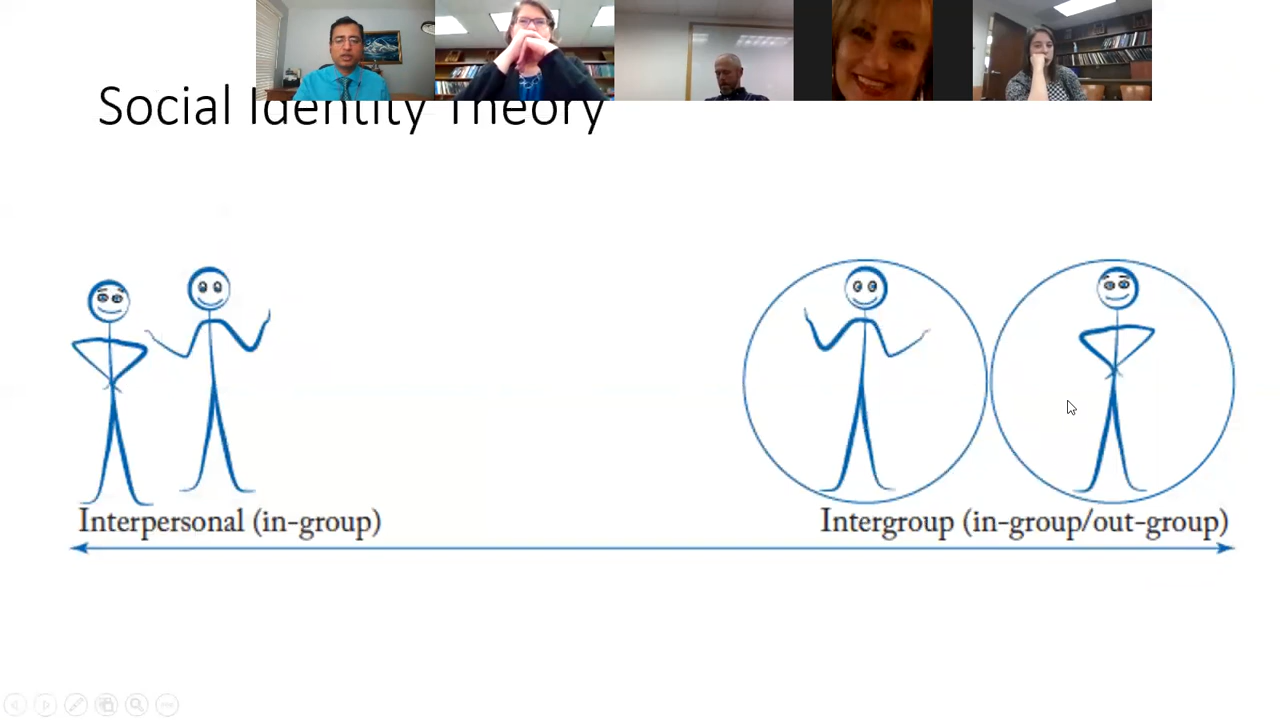 Social Identity Theory
Interpersonal (in-group)
Intergroup (in-group/out-group)